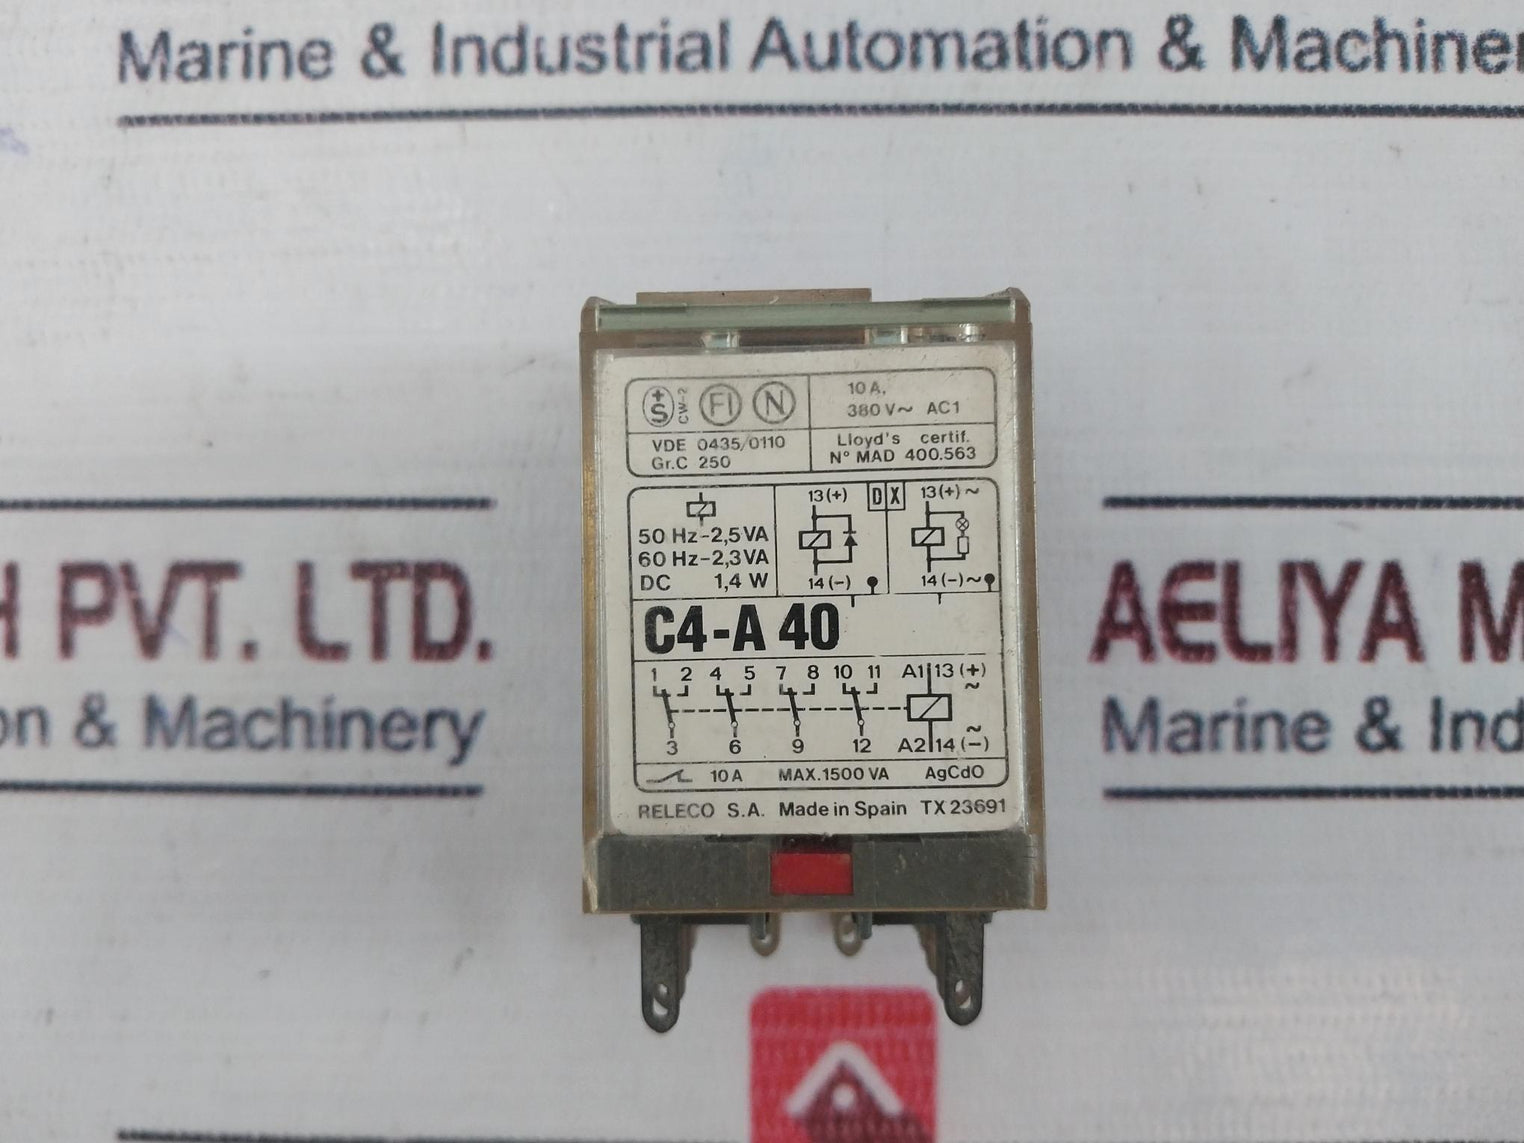 Marine & Industrial Automation & Machiner
H PVT. LTD.
on & Machinery
AELIYA M
Marine & Ind
+S CW-2 FI N
10 A,
380 V~ AC1
VDE 0435/0110
Gr.C 250
Lloyd's certif.
Nº MAD 400.563
50 Hz-2,5VA
60 Hz-2,3VA
DC 1,4 W
13(+) D X 13(+)~
14(-) 14(-)~
C4-A 40
1 2 4 5 7 8 10 11 A1 13(+)
~
~
3 6 9 12 A2 14(-)
10 A MAX.1500 VA AgCdO
RELECO S.A. Made in Spain TX 23691